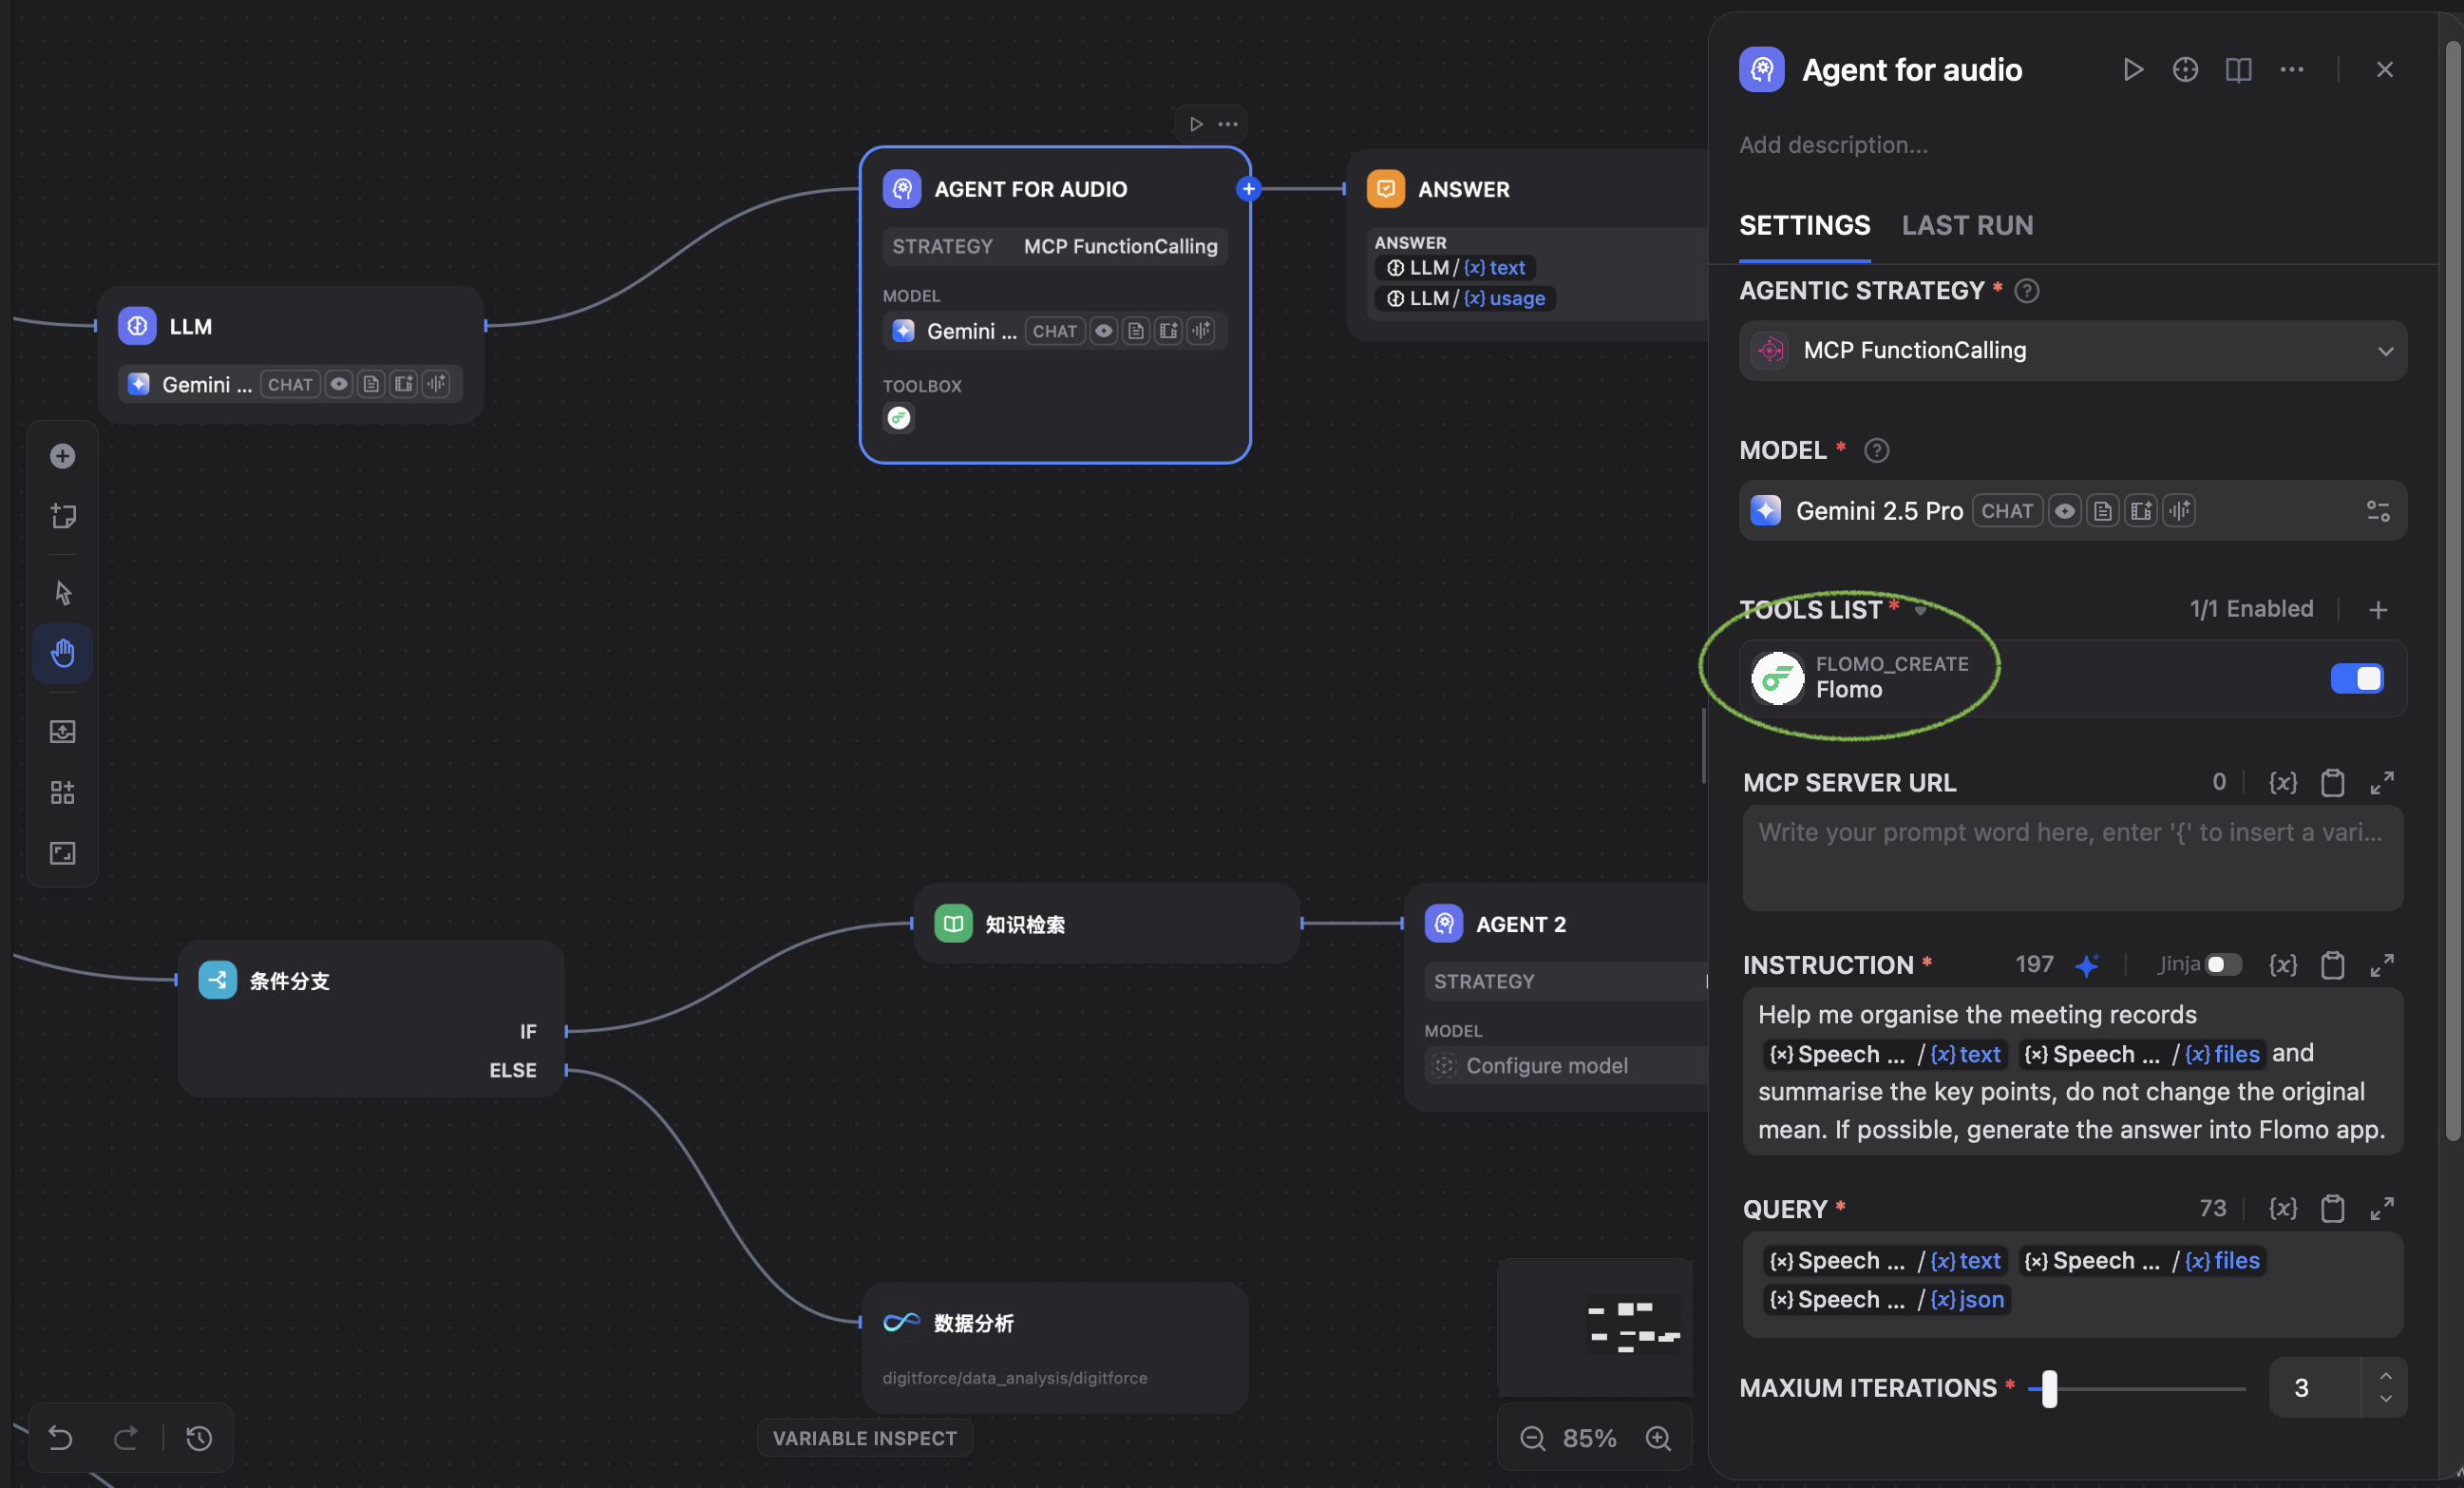 LLM
Gemini ... CHAT
AGENT FOR AUDIO
STRATEGY MCP FunctionCalling
MODEL
Gemini ... CHAT
TOOLBOX
ANSWER
ANSWER
LLM / {x} text
LLM / {x} usage
条件分支
IF
ELSE
知识检索
AGENT 2
STRATEGY
MODEL
Configure model
数据分析
digitforce/data_analysis/digitforce
VARIABLE INSPECT
85%
Agent for audio
Add description...
SETTINGS LAST RUN
AGENTIC STRATEGY *
MCP FunctionCalling
MODEL *
Gemini 2.5 Pro CHAT
TOOLS LIST * 1/1 Enabled
FLOMO_CREATE
Flomo
MCP SERVER URL 0 {x}
Write your prompt word here, enter '{' to insert a vari...
INSTRUCTION * 197 Jinja {x}
Help me organise the meeting records
{x} Speech ... / {x} text {x} Speech ... / {x} files and
summarise the key points, do not change the original
mean. If possible, generate the answer into Flomo app.
QUERY * 73 {x}
{x} Speech ... / {x} text {x} Speech ... / {x} files
{x} Speech ... / {x} json
MAXIUM ITERATIONS * 3